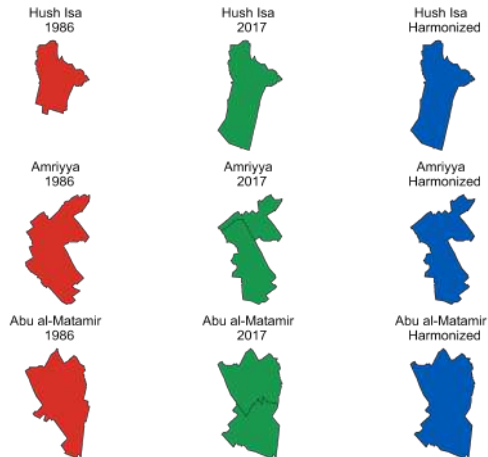 Hush Isa
1986
Hush Isa
2017
Hush Isa
Harmonized
Amriyya
1986
Amriyya
2017
Amriyya
Harmonized
Abu al-Matamir
1986
Abu al-Matamir
2017
Abu al-Matamir
Harmonized